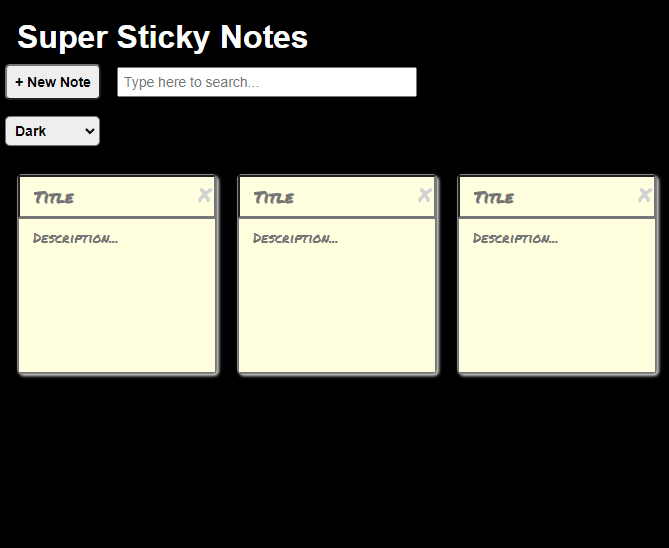 Super Sticky Notes
+ New Note
Type here to search...
Dark
Title
Title
Title
Description...
Description...
Description...